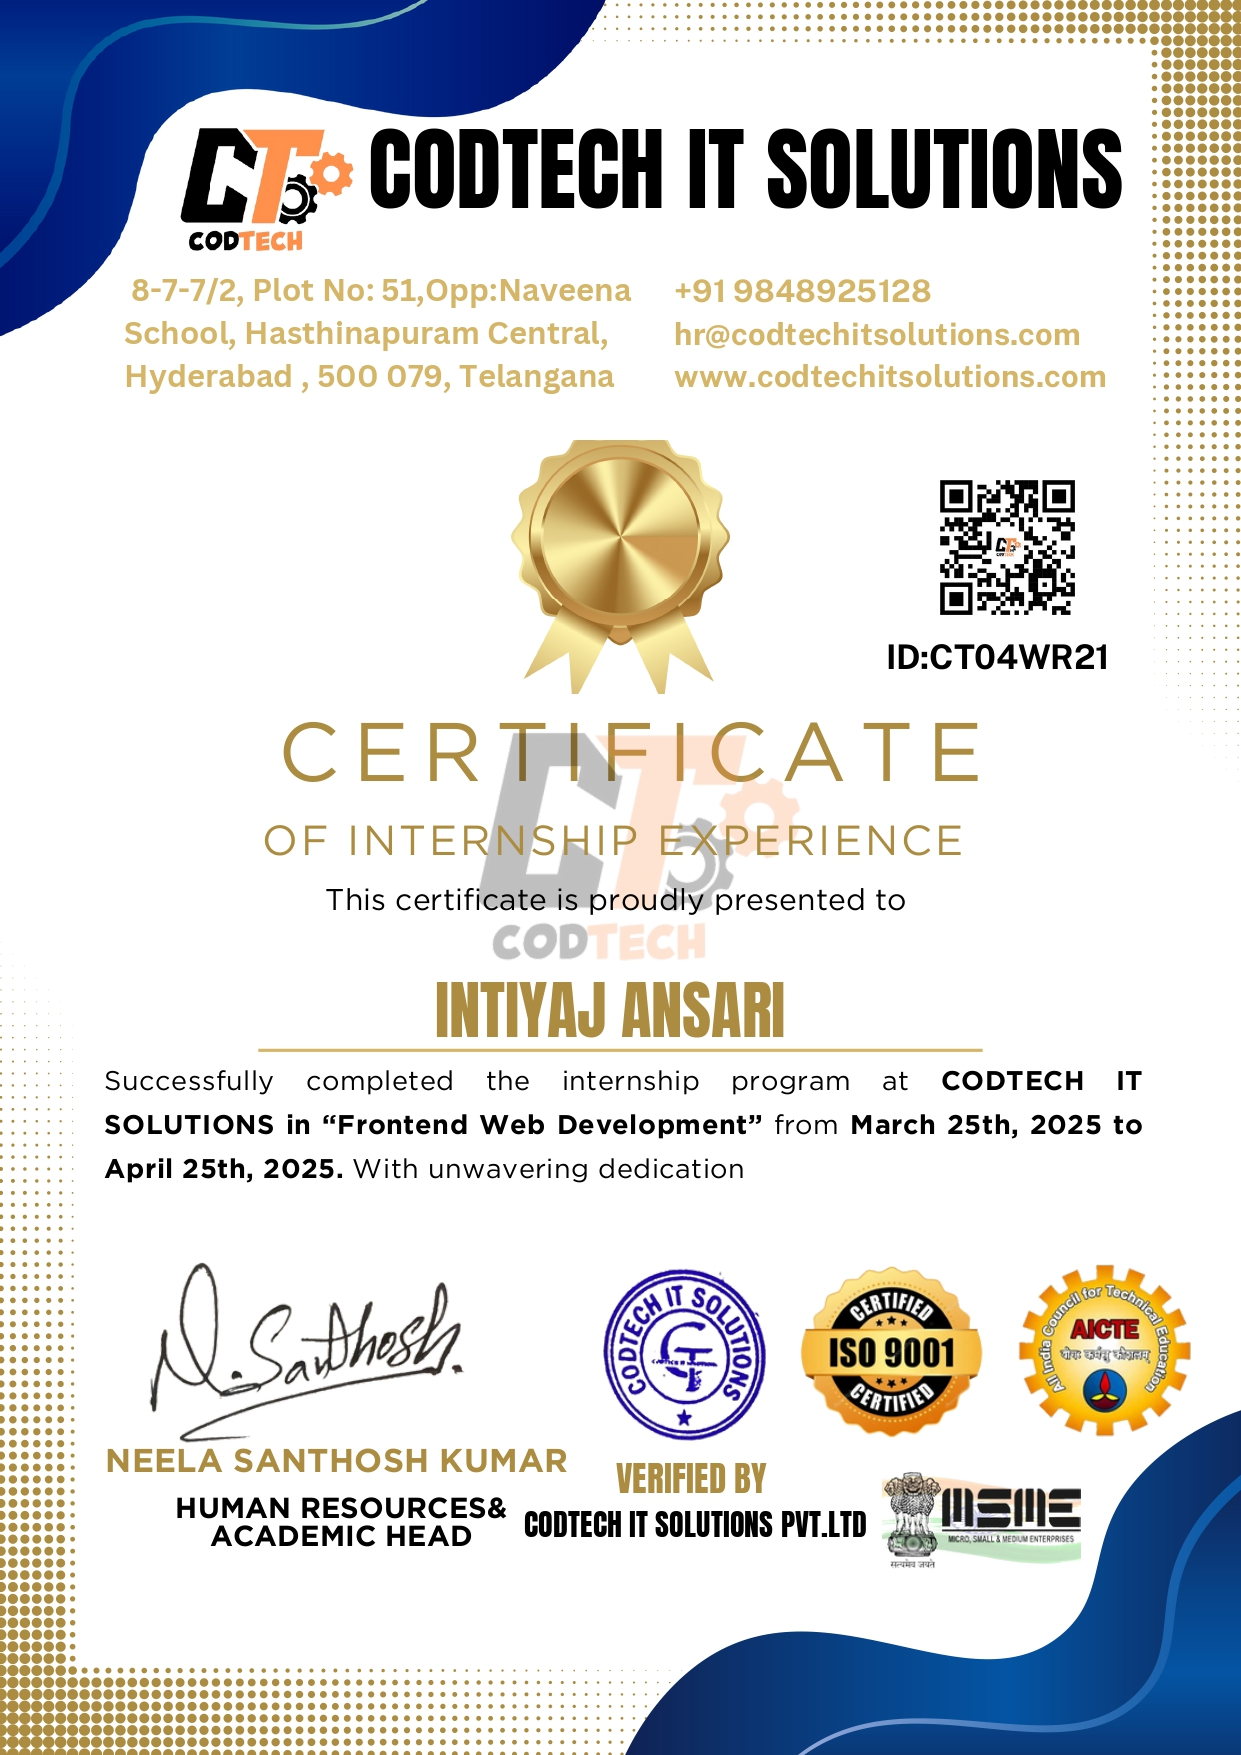 CT
CODTECH
CODTECH IT SOLUTIONS
8-7-7/2, Plot No: 51,Opp:Naveena
School, Hasthinapuram Central,
Hyderabad , 500 079, Telangana
+91 9848925128
hr@codtechitsolutions.com
www.codtechitsolutions.com
ID:CT04WR21
CERTIFICATE
OF INTERNSHIP EXPERIENCE
This certificate is proudly presented to
CT
CODTECH
INTIYAJ ANSARI
Successfully completed the internship program at CODTECH IT
SOLUTIONS in “Frontend Web Development” from March 25th, 2025 to
April 25th, 2025. With unwavering dedication
N. Santhosh.
NEELA SANTHOSH KUMAR
HUMAN RESOURCES&
ACADEMIC HEAD
CODTECH IT SOLUTIONS
VERIFIED BY
CODTECH IT SOLUTIONS PVT.LTD
CERTIFIED
ISO 9001
CERTIFIED
All India Council for Technical Education
AICTE
योगः कर्मसु कौशलम्
सत्यमेव जयते
MSME
MICRO, SMALL & MEDIUM ENTERPRISES